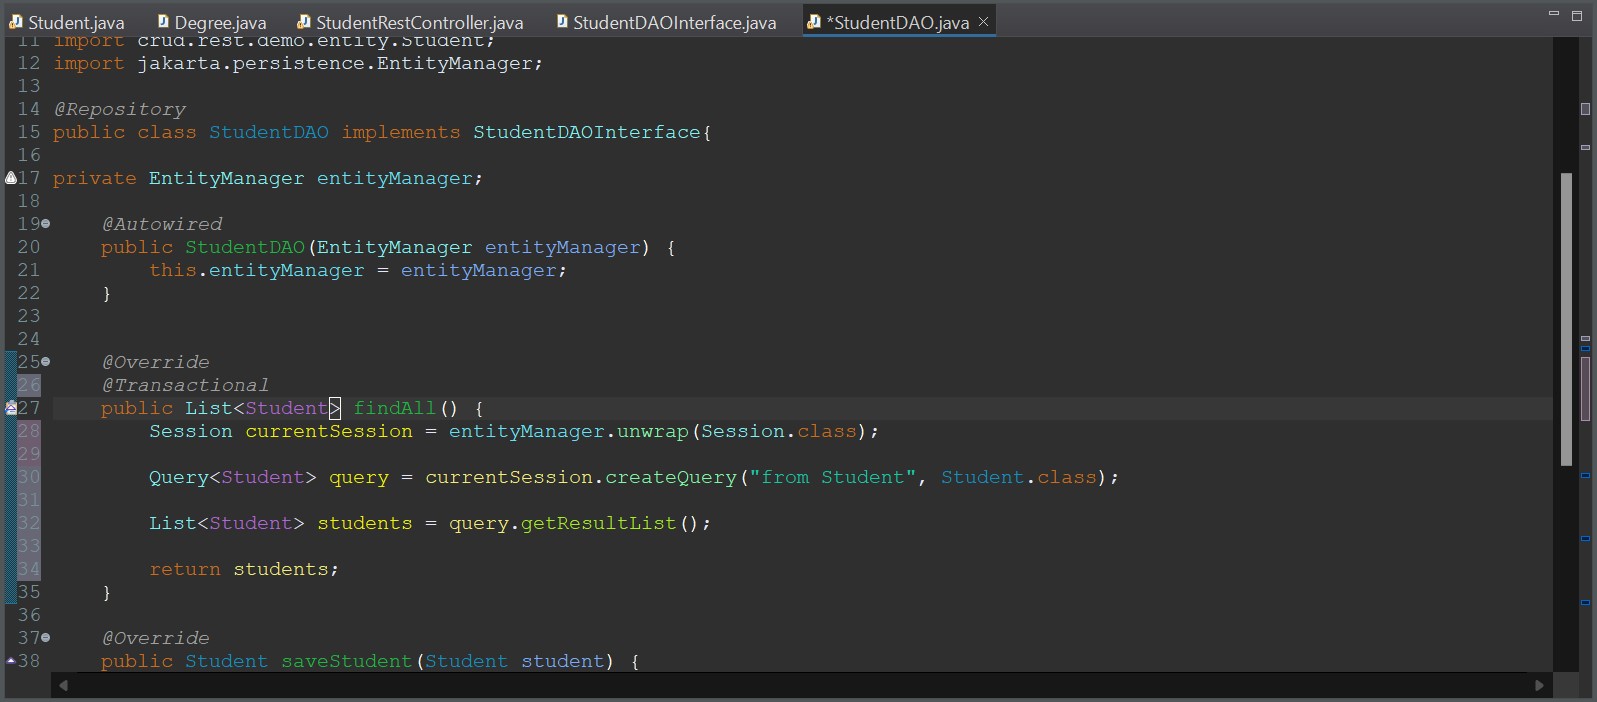 Student.java Degree.java StudentRestController.java StudentDAOInterface.java *StudentDAO.java
11 import crud.rest.demo.entity.Student;
12 import jakarta.persistence.EntityManager;
13
14 @Repository
15 public class StudentDAO implements StudentDAOInterface{
16
17 private EntityManager entityManager;
18
19 @Autowired
20 public StudentDAO(EntityManager entityManager) {
21 this.entityManager = entityManager;
22 }
23
24
25 @Override
26 @Transactional
27 public List<Student> findAll() {
28 Session currentSession = entityManager.unwrap(Session.class);
29
30 Query<Student> query = currentSession.createQuery("from Student", Student.class);
31
32 List<Student> students = query.getResultList();
33
34 return students;
35 }
36
37 @Override
38 public Student saveStudent(Student student) {